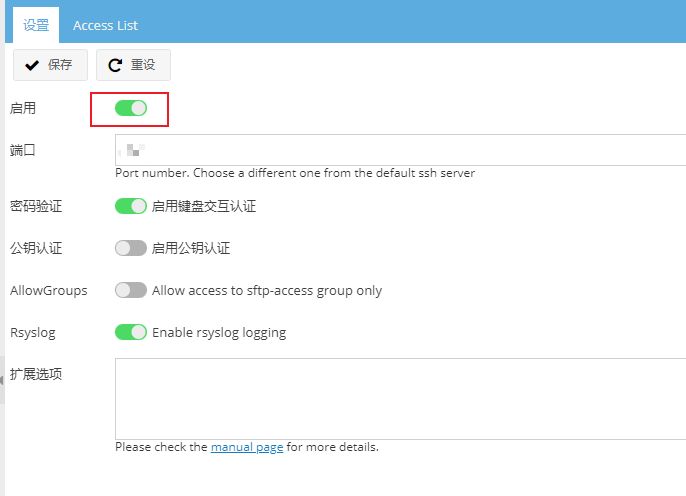 设置 Access List
保存 重设
启用
端口
Port number. Choose a different one from the default ssh server
密码验证 启用键盘交互认证
公钥认证 启用公钥认证
AllowGroups Allow access to sftp-access group only
Rsyslog Enable rsyslog logging
扩展选项
Please check the manual page for more details.